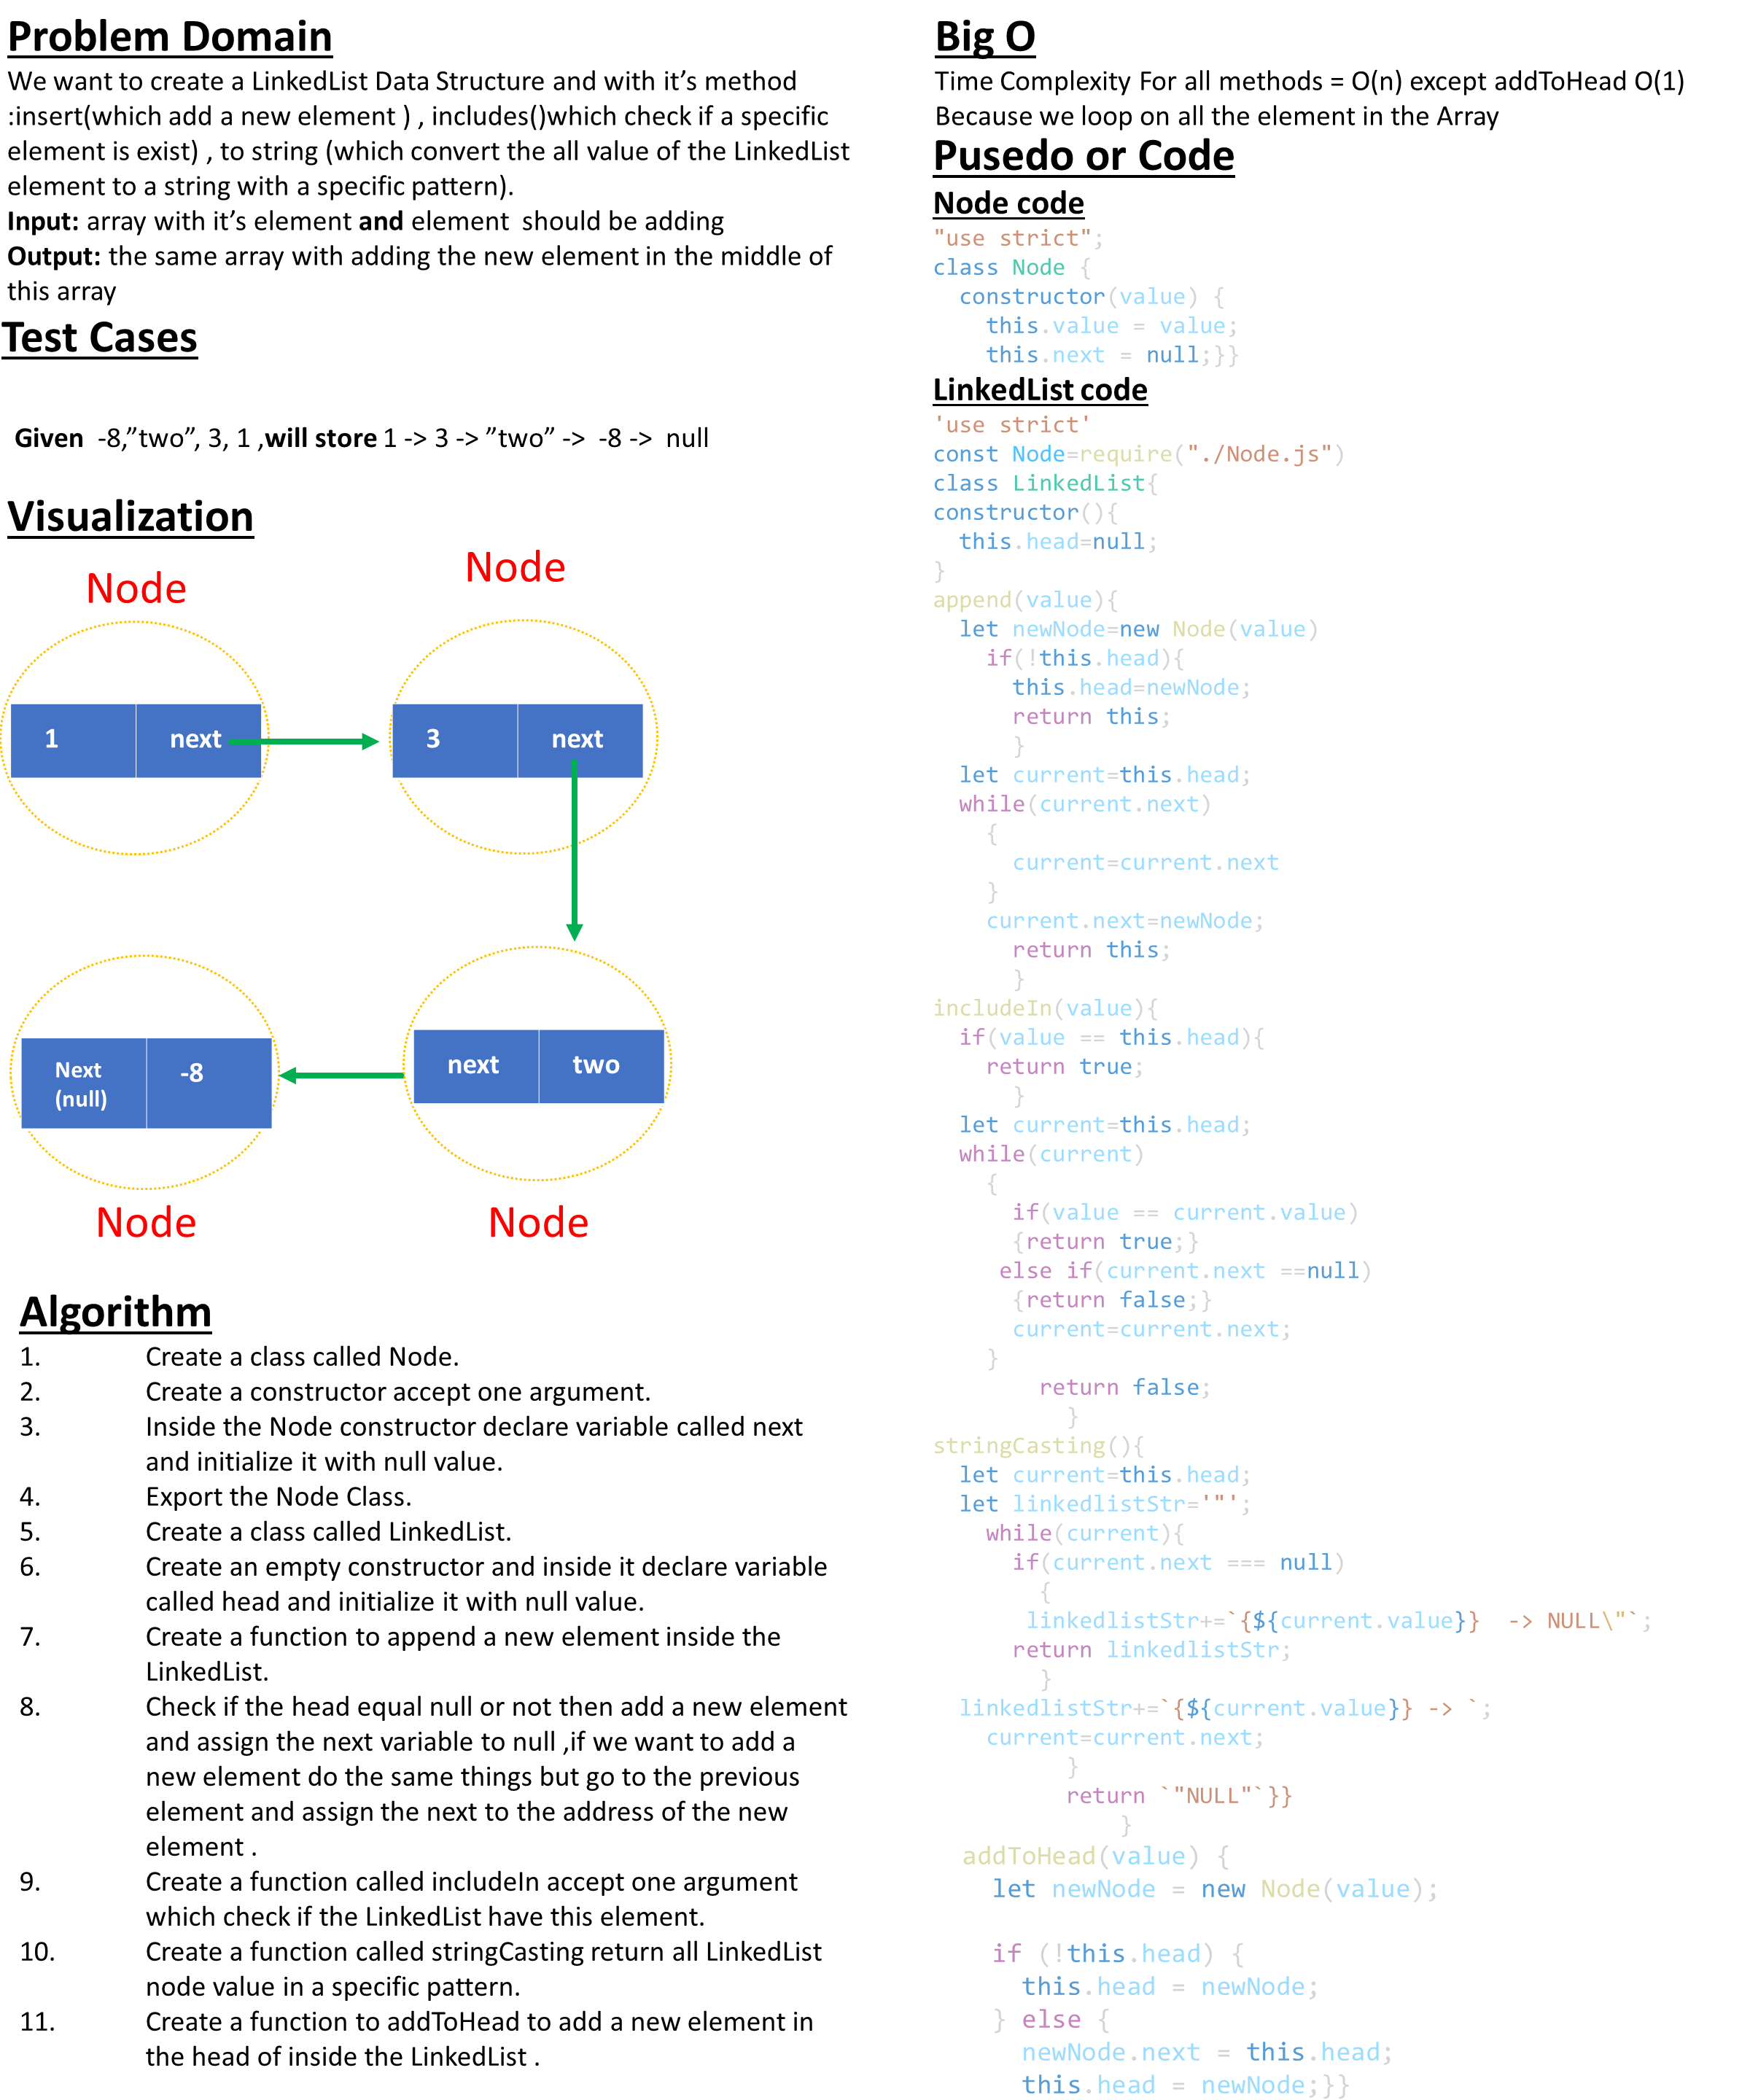 Problem Domain
We want to create a LinkedList Data Structure and with it’s method
:insert(which add a new element ) , includes()which check if a specific
element is exist) , to string (which convert the all value of the LinkedList
element to a string with a specific pattern).
Input: array with it’s element and element should be adding
Output: the same array with adding the new element in the middle of
this array
Test Cases
Given -8,”two”, 3, 1 ,will store 1 -> 3 -> ”two” -> -8 -> null
Visualization
Node
Node
1 next
3 next
Next
(null)
-8
next two
Node
Node
Algorithm
1. Create a class called Node.
2. Create a constructor accept one argument.
3. Inside the Node constructor declare variable called next
and initialize it with null value.
4. Export the Node Class.
5. Create a class called LinkedList.
6. Create an empty constructor and inside it declare variable
called head and initialize it with null value.
7. Create a function to append a new element inside the
LinkedList.
8. Check if the head equal null or not then add a new element
and assign the next variable to null ,if we want to add a
new element do the same things but go to the previous
element and assign the next to the address of the new
element .
9. Create a function called includeIn accept one argument
which check if the LinkedList have this element.
10. Create a function called stringCasting return all LinkedList
node value in a specific pattern.
11. Create a function to addToHead to add a new element in
the head of inside the LinkedList .
Big O
Time Complexity For all methods = O(n) except addToHead O(1)
Because we loop on all the element in the Array
Pusedo or Code
Node code
"use strict";
class Node {
constructor(value) {
this.value = value;
this.next = null;}}
LinkedList code
'use strict'
const Node=require("./Node.js")
class LinkedList{
constructor(){
this.head=null;
}
append(value){
let newNode=new Node(value)
if(!this.head){
this.head=newNode;
return this;
}
let current=this.head;
while(current.next)
{
current=current.next
}
current.next=newNode;
return this;
}
includeIn(value){
if(value == this.head){
return true;
}
let current=this.head;
while(current)
{
if(value == current.value)
{return true;}
else if(current.next ==null)
{return false;}
current=current.next;
}
return false;
}
stringCasting(){
let current=this.head;
let linkedlistStr='"';
while(current){
if(current.next === null)
{
linkedlistStr+=`{${current.value}}  -> NULL\"`;
return linkedlistStr;
}
linkedlistStr+=`{${current.value}} -> `;
current=current.next;
}
return `"NULL"`}}
}
addToHead(value) {
let newNode = new Node(value);
if (!this.head) {
this.head = newNode;
} else {
newNode.next = this.head;
this.head = newNode;}}